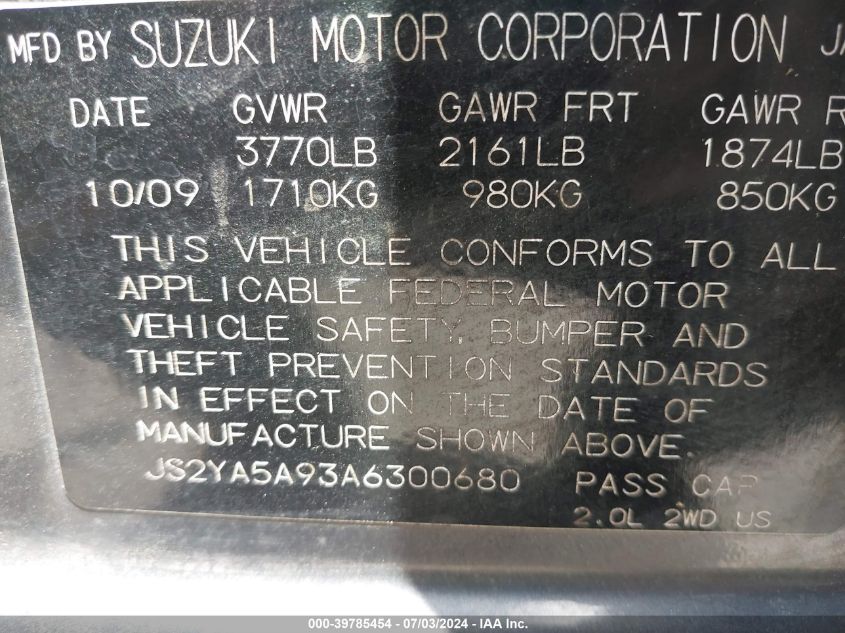 MFD BY SUZUKI MOTOR CORPORATION JA
DATE GVWR GAWR FRT GAWR R
3770LB 2161LB 1874LB
10/09 1710KG 980KG 850KG
THIS VEHICLE CONFORMS TO ALL
APPLICABLE FEDERAL MOTOR
VEHICLE SAFETY, BUMPER AND
THEFT PREVENTION STANDARDS
IN EFFECT ON THE DATE OF
MANUFACTURE SHOWN ABOVE.
JS2YA5A93A6300680 PASS CAR
2.0L 2WD US
000-39785454 / 07/03/2024 - Copyright © IAA, Inc.